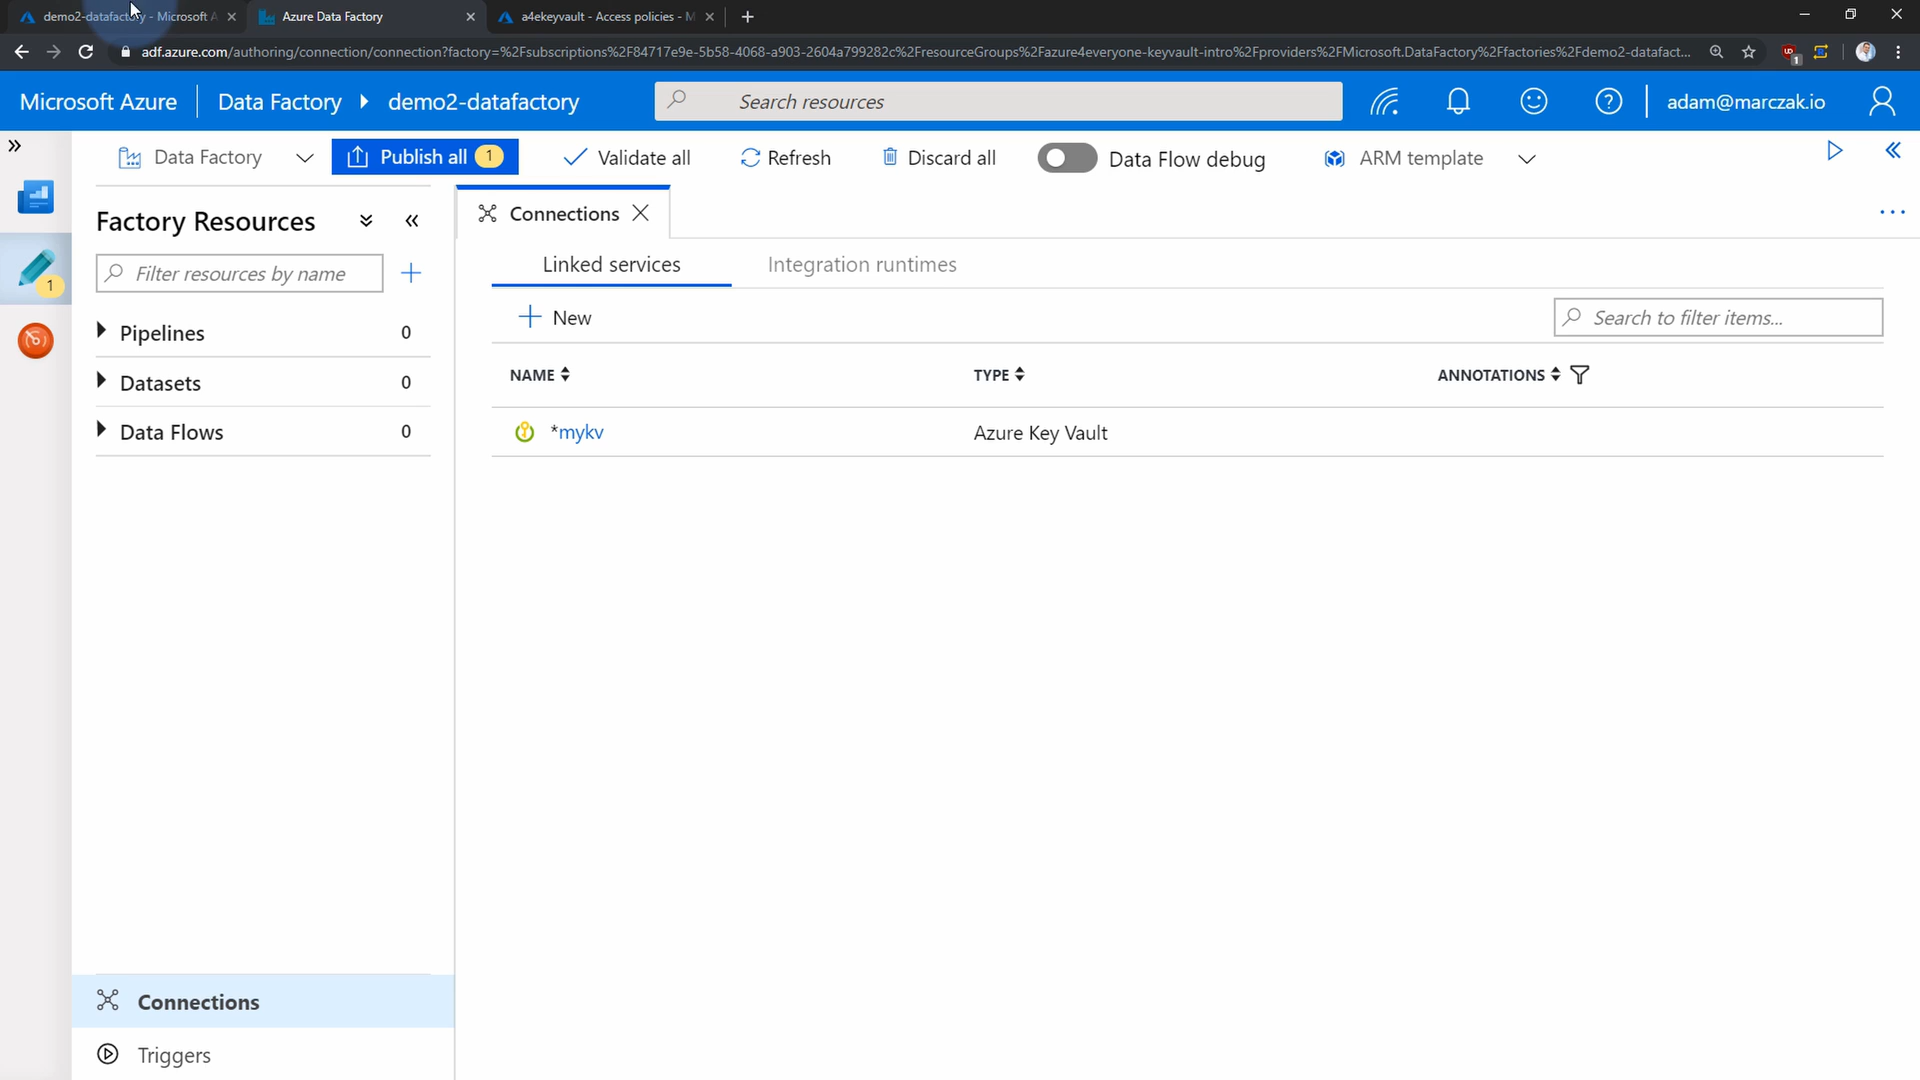 demo2-datafactory - Microsoft A
Azure Data Factory
a4ekeyvault - Access policies - M
adf.azure.com/authoring/connection/connection?factory=%2Fsubscriptions%2F84717e9e-5b58-4068-a903-2604a799282c%2FresourceGroups%2Fazure4everyone-keyvault-intro%2Fproviders%2FMicrosoft.DataFactory%2Ffactories%2Fdemo2-datafact...
1
Microsoft Azure
Data Factory
demo2-datafactory
Search resources
adam@marczak.io
Data Factory
Publish all
1
Validate all
Refresh
Discard all
Data Flow debug
ARM template
1
Factory Resources
Filter resources by name
Pipelines 0
Datasets 0
Data Flows 0
Connections
Triggers
Connections
Linked services
Integration runtimes
New
Search to filter items...
NAME
TYPE
ANNOTATIONS
*mykv
Azure Key Vault